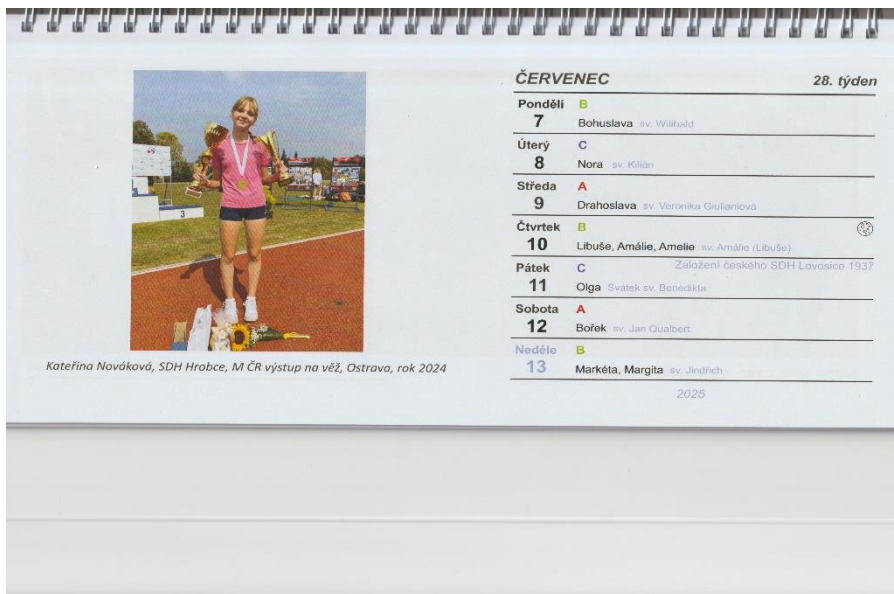 3
Kateřina Nováková, SDH Hrobce, M ČR výstup na věž, Ostrava, rok 2024
ČERVENEC 28. týden
Pondělí B
7 Bohuslava sv. Wilibald
Úterý C
8 Nora sv. Kilián
Středa A
9 Drahoslava sv. Veronika Giulianiová
Čtvrtek B
10 Libuše, Amálie, Amelie sv. Amálie (Libuše)
Pátek C Založení českého SDH Lovosice 1937
11 Olga Svátek sv. Benedikta
Sobota A
12 Bořek sv. Jan Qualbert
Neděle B
13 Markéta, Margita sv. Jindřich
2025